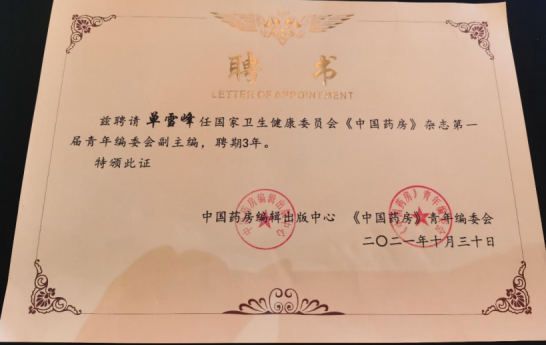 聘书
LETTER OF APPOINTMENT
兹聘请单雪峰任国家卫生健康委员会《中国药房》杂志第一
届青年编委会副主编，聘期3年。
特颁此证
中国药房编辑出版中心 《中国药房》青年编委会
二〇二一年十月三十日